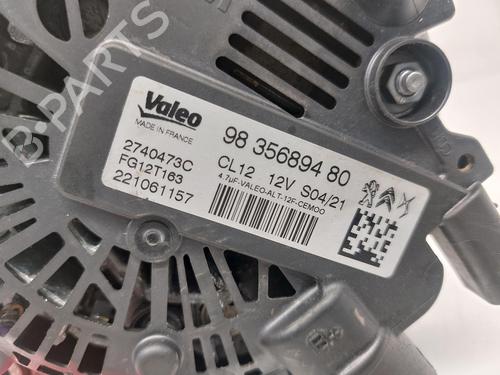 Valeo
MADE IN FRANCE
2740473C
FG12T163
221061157
98 356894 80
CL12 12V S04/21
4.7µF-VALEO-ALT-12F-CEMOO
B-PARTS